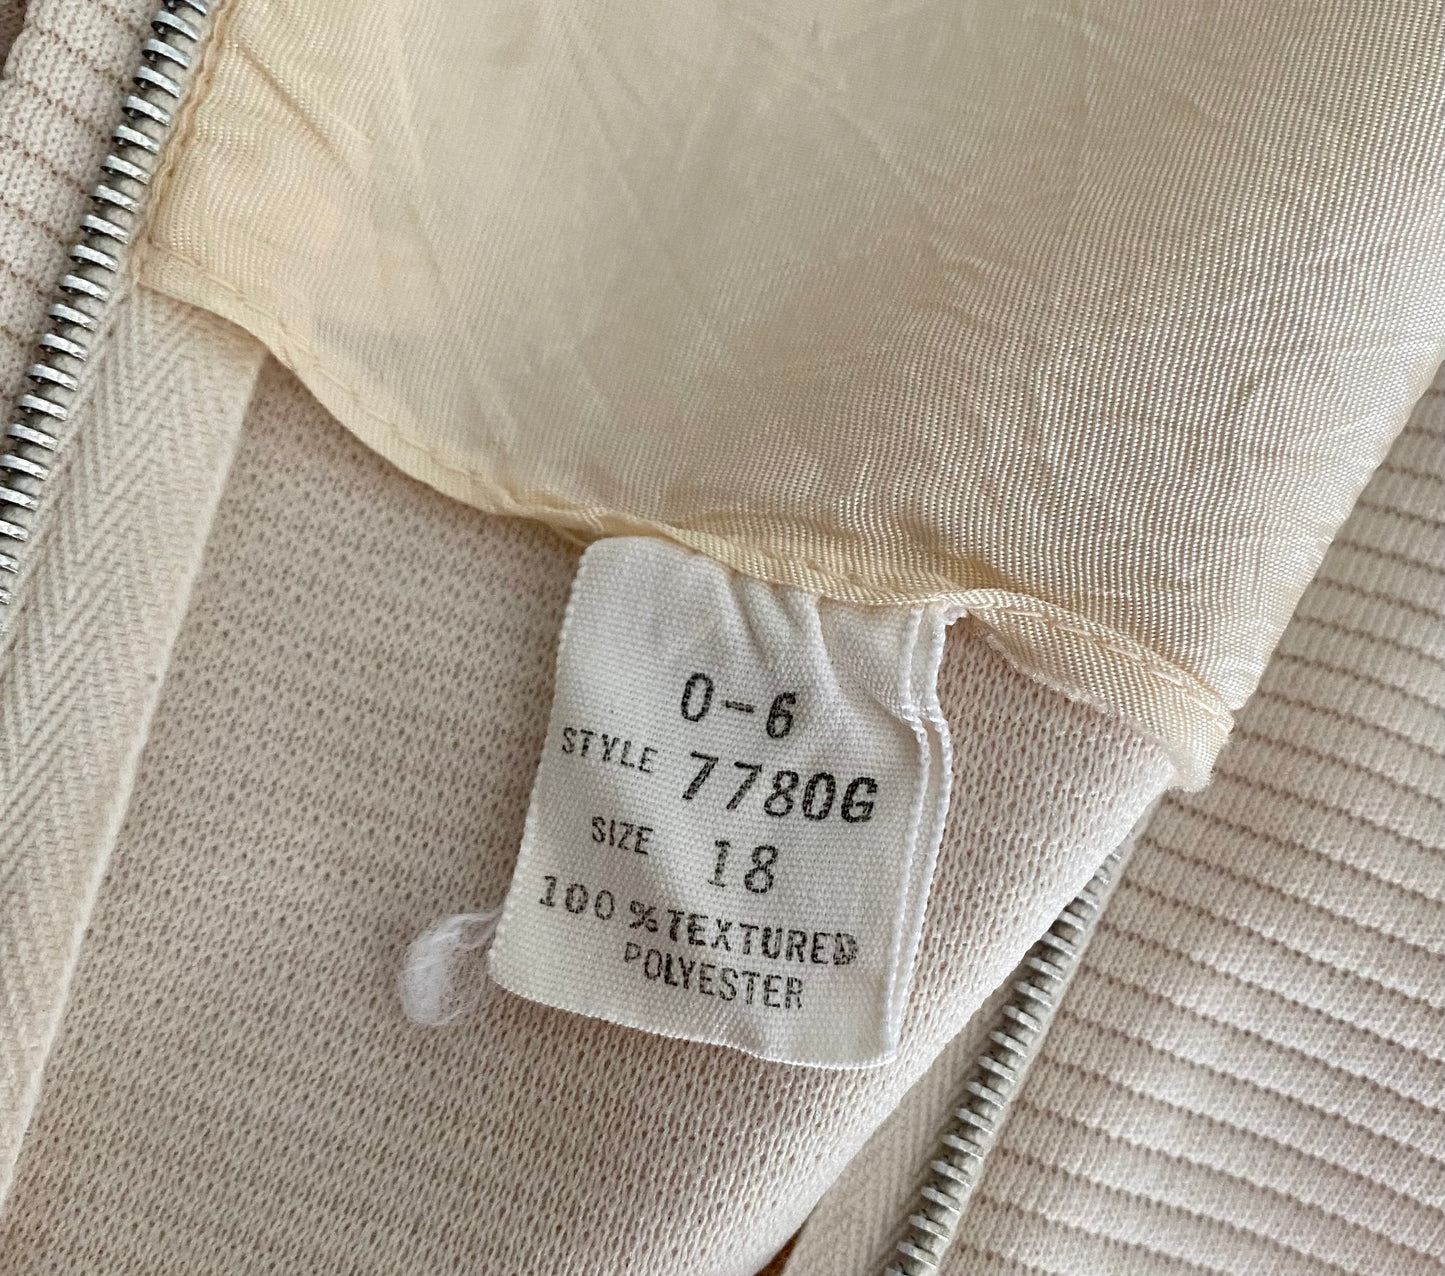 0-6
STYLE 7780G
SIZE 18
100% TEXTURED
POLYESTER